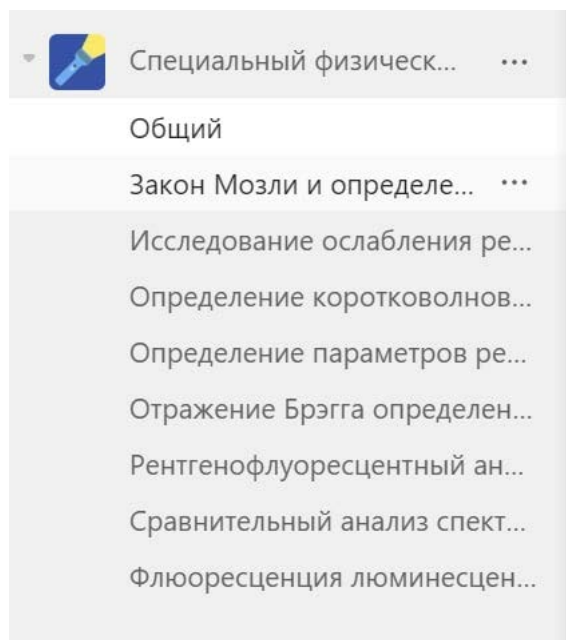 Специальный физическ... ...
Общий
Закон Мозли и определе... ...
Исследование ослабления ре...
Определение коротковолнов...
Определение параметров ре...
Отражение Брэгга определен...
Рентгенофлуоресцентный ан...
Сравнительный анализ спект...
Флюоресценция люминесцен...